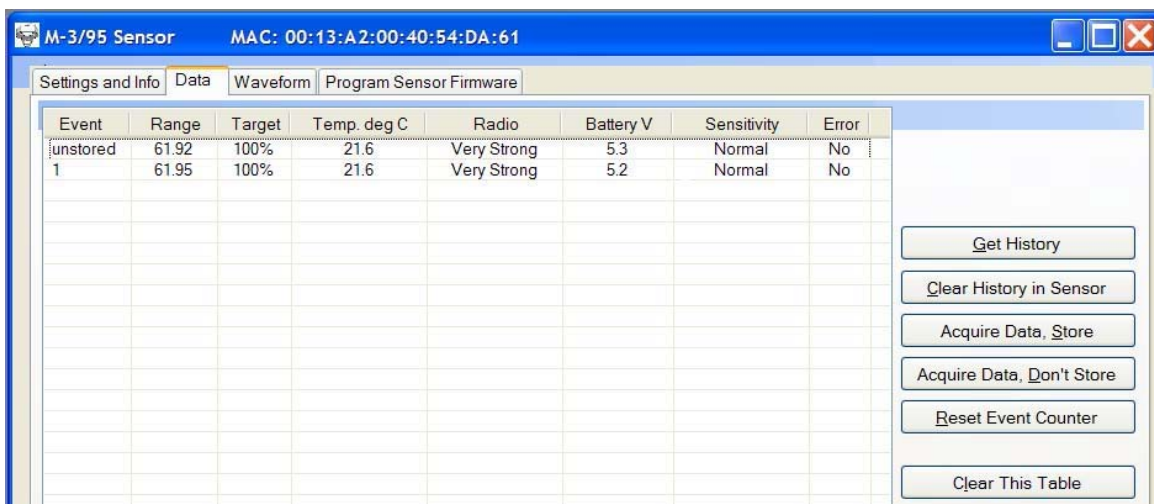 M-3/95 Sensor MAC: 00:13:A2:00:40:54:DA:61
Settings and Info Data Waveform Program Sensor Firmware
Event Range Target Temp. deg C Radio Battery V Sensitivity Error
unstored 61.92 100% 21.6 Very Strong 5.3 Normal No
1 61.95 100% 21.6 Very Strong 5.2 Normal No
Get History
Clear History in Sensor
Acquire Data, Store
Acquire Data, Don't Store
Reset Event Counter
Clear This Table